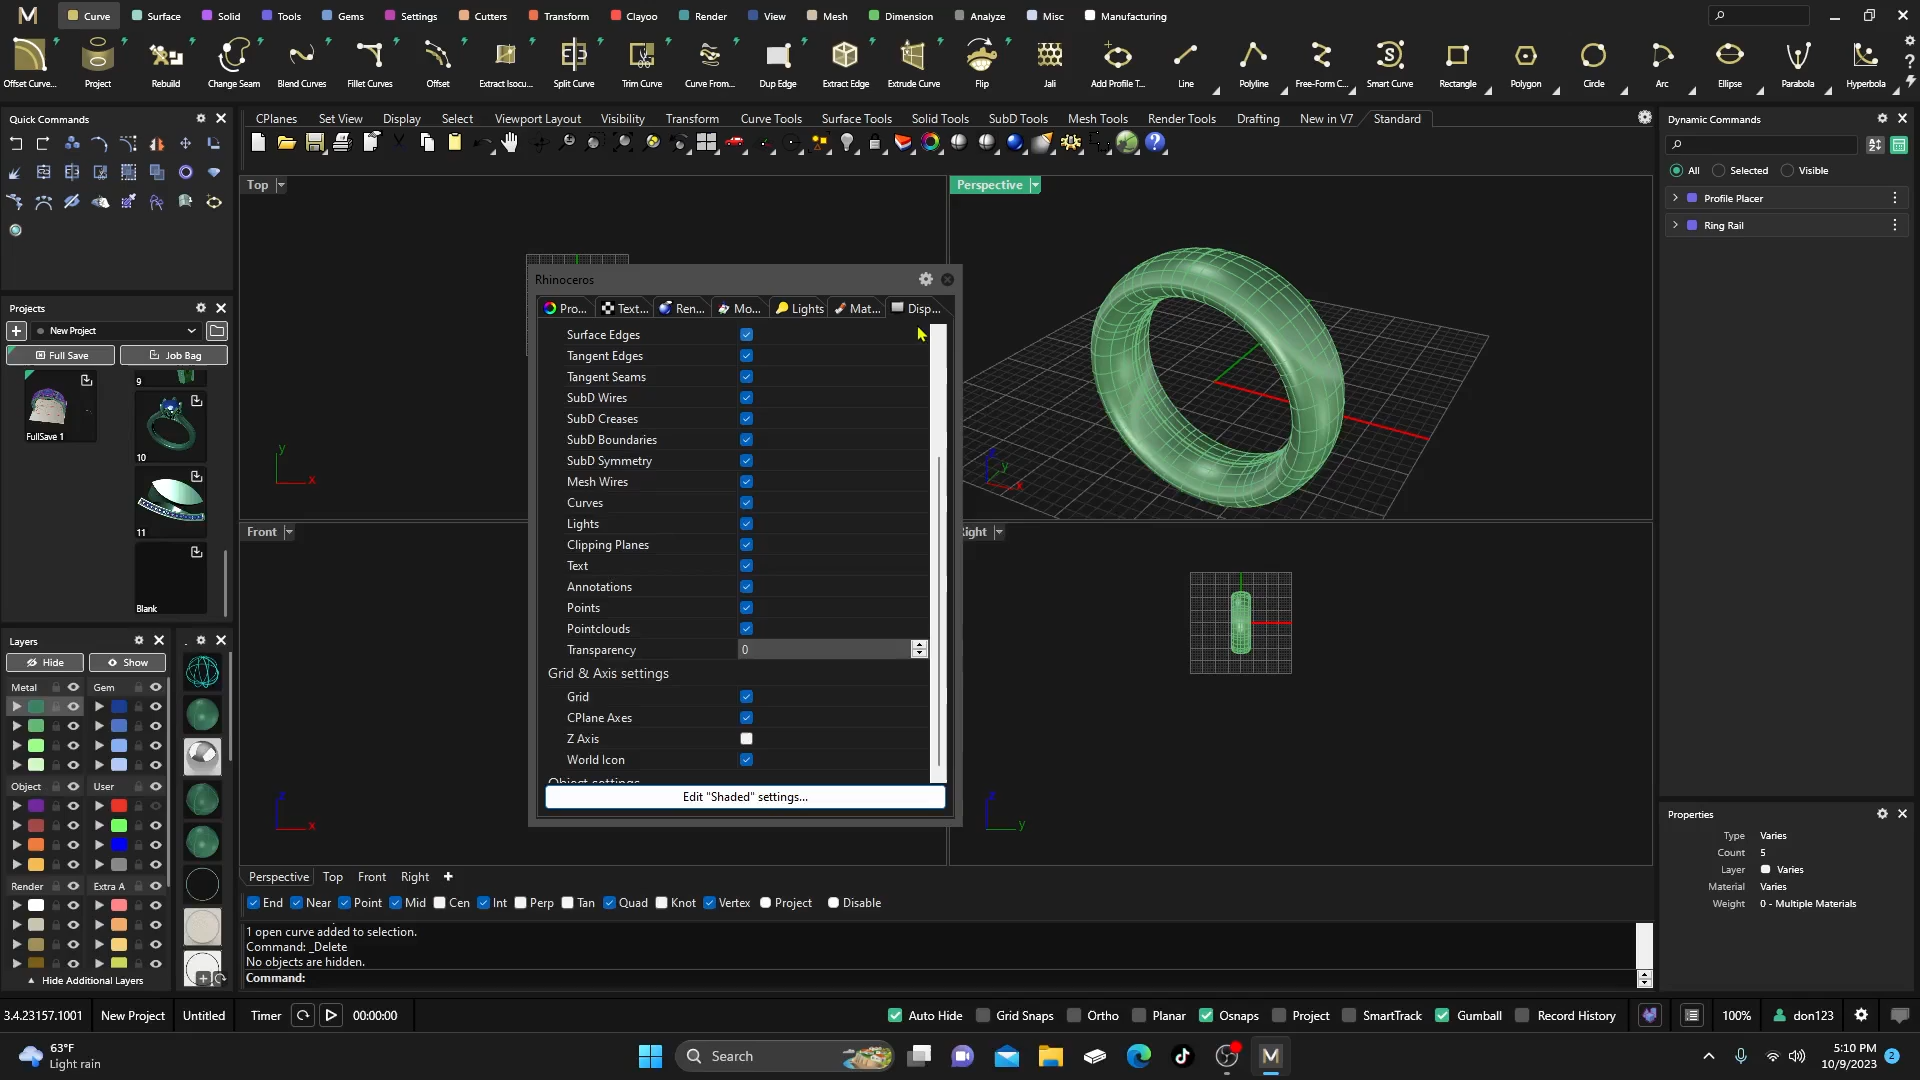 M Curve Surface Solid Tools Gems Settings Cutters Transform Clayoo Render View Mesh Dimension Analyze Misc Manufacturing
Offset Curve... Project Rebuild Change Seam Blend Curves Fillet Curves Offset Extract Isocu... Split Curve Trim Curve Curve From... Dup Edge Extract Edge Extrude Curve Flip Jali Add Profile T... Line Polyline Free-Form C... Smart Curve Rectangle Polygon Circle Arc Ellipse Parabola Hyperbola
Quick Commands
CPlanes Set View Display Select Viewport Layout Visibility Transform Curve Tools Surface Tools Solid Tools SubD Tools Mesh Tools Render Tools Drafting New in V7 Standard
Dynamic Commands
All Selected Visible
Profile Placer
Ring Rail
Top
Perspective
Projects
New Project
Full Save Job Bag
FullSave 1
9
10
11
Blank
Rhinoceros
Pro... Text... Ren... Mo... Lights Mat... Disp...
Surface Edges
Tangent Edges
Tangent Seams
SubD Wires
SubD Creases
SubD Boundaries
SubD Symmetry
Mesh Wires
Curves
Lights
Clipping Planes
Text
Annotations
Points
Pointclouds
Transparency 0
Grid & Axis settings
Grid
CPlane Axes
Z Axis
World Icon
Object settings
Edit "Shaded" settings...
y
x
z
y
x
Front
Right
z
x
z
y
Layers
Hide Show
Metal Gem
Object User
Render Extra A
Hide Additional Layers
Properties
Type Varies
Count 5
Layer Varies
Material Varies
Weight 0 - Multiple Materials
Perspective Top Front Right
End Near Point Mid Cen Int Perp Tan Quad Knot Vertex Project Disable
1 open curve added to selection.
Command: _Delete
No objects are hidden.
Command:
3.4.23157.1001 New Project Untitled Timer 00:00:00 Auto Hide Grid Snaps Ortho Planar Osnaps Project SmartTrack Gumball Record History 100% don123
63°F
Light rain
Search
5:10 PM
10/9/2023
2